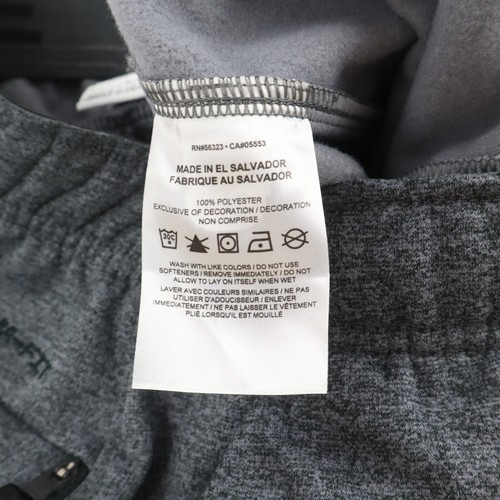 RN#56323 • CA#05553
MADE IN EL SALVADOR
FABRIQUE AU SALVADOR
100% POLYESTER
EXCLUSIVE OF DECORATION / DECORATION
NON COMPRISE
30C
WASH WITH LIKE COLORS / DO NOT USE
SOFTENERS / REMOVE IMMEDIATELY / DO NOT
ALLOW TO LAY ON ITSELF WHEN WET
LAVER AVEC COULEURS SIMILAIRES / NE PAS
UTILISER D'ADOUCISSEUR / ENLEVER
IMMÉDIATEMENT / NE PAS LAISSER LE VÊTEMENT
PLIÉ LORSQU'IL EST MOUILLÉ